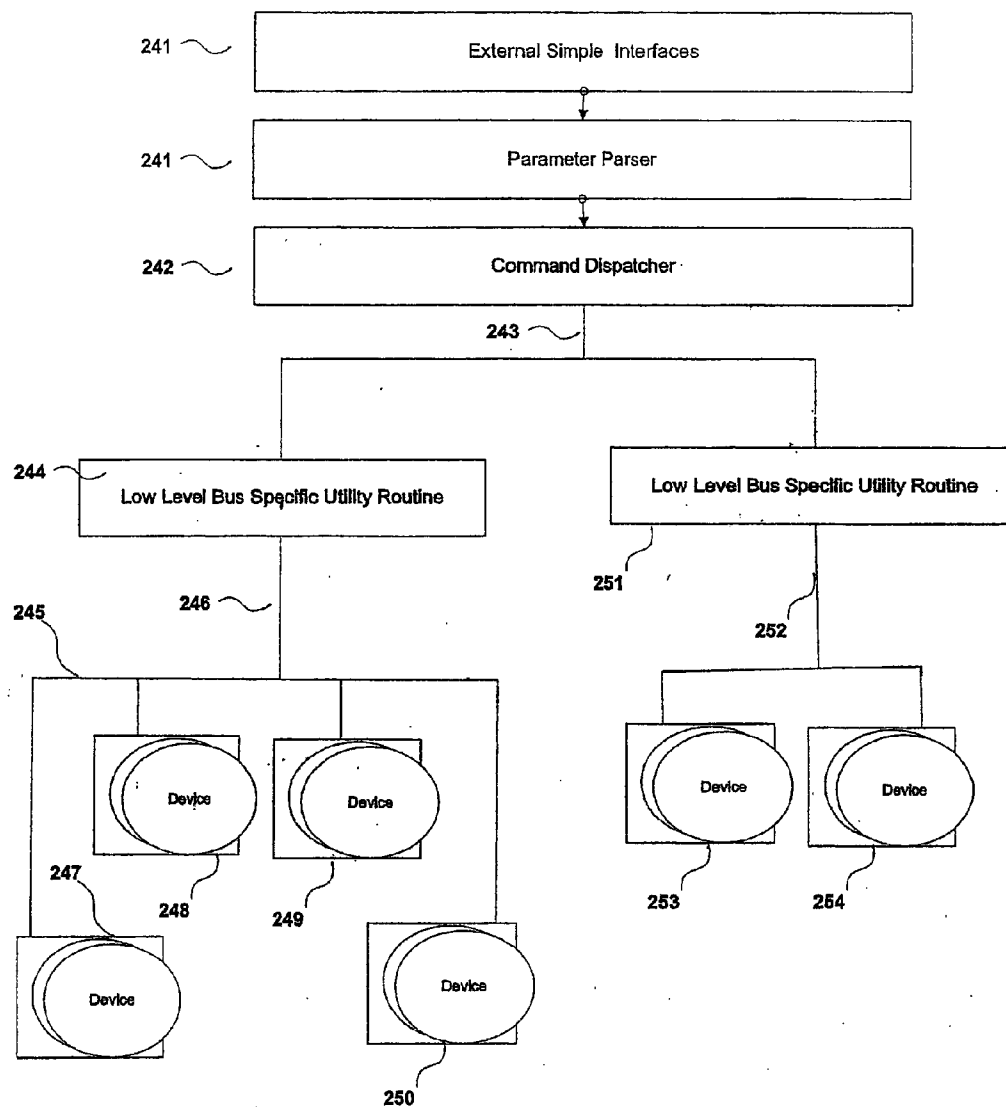 241 External Simple Interfaces
241 Parameter Parser
242 Command Dispatcher
243
244 Low Level Bus Specific Utility Routine
Low Level Bus Specific Utility Routine
251
246
252
245
Device
Device
Device
Device
247
248
249
253
254
Device
Device
250